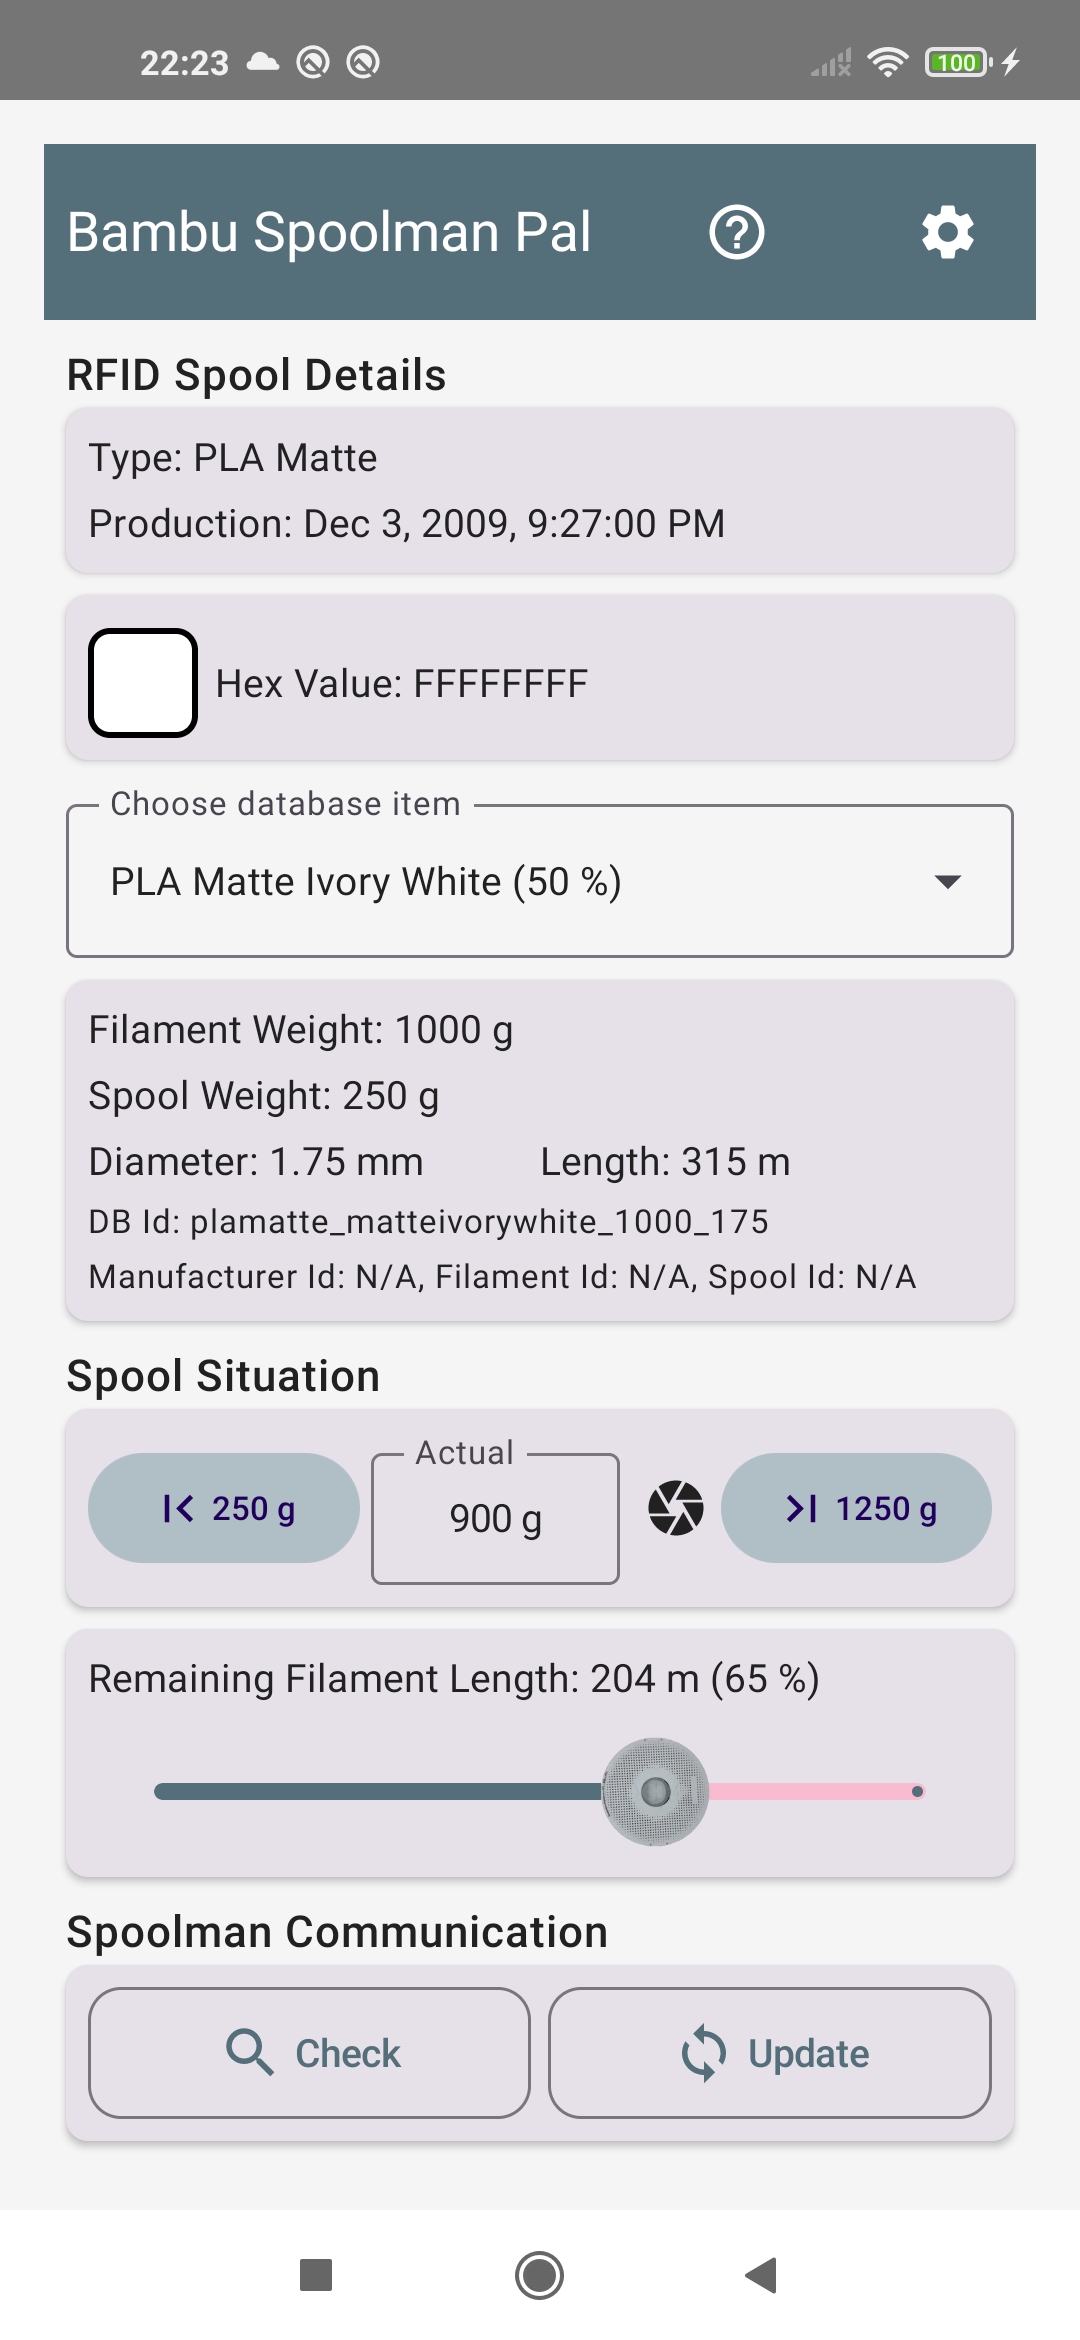 22:23
100
Bambu Spoolman Pal
RFID Spool Details
Type: PLA Matte
Production: Dec 3, 2009, 9:27:00 PM
Hex Value: FFFFFFFF
Choose database item
PLA Matte Ivory White (50 %)
Filament Weight: 1000 g
Spool Weight: 250 g
Diameter: 1.75 mm Length: 315 m
DB Id: plamatte_matteivorywhite_1000_175
Manufacturer Id: N/A, Filament Id: N/A, Spool Id: N/A
Spool Situation
Actual
250 g 900 g 1250 g
Remaining Filament Length: 204 m (65 %)
Spoolman Communication
Check Update